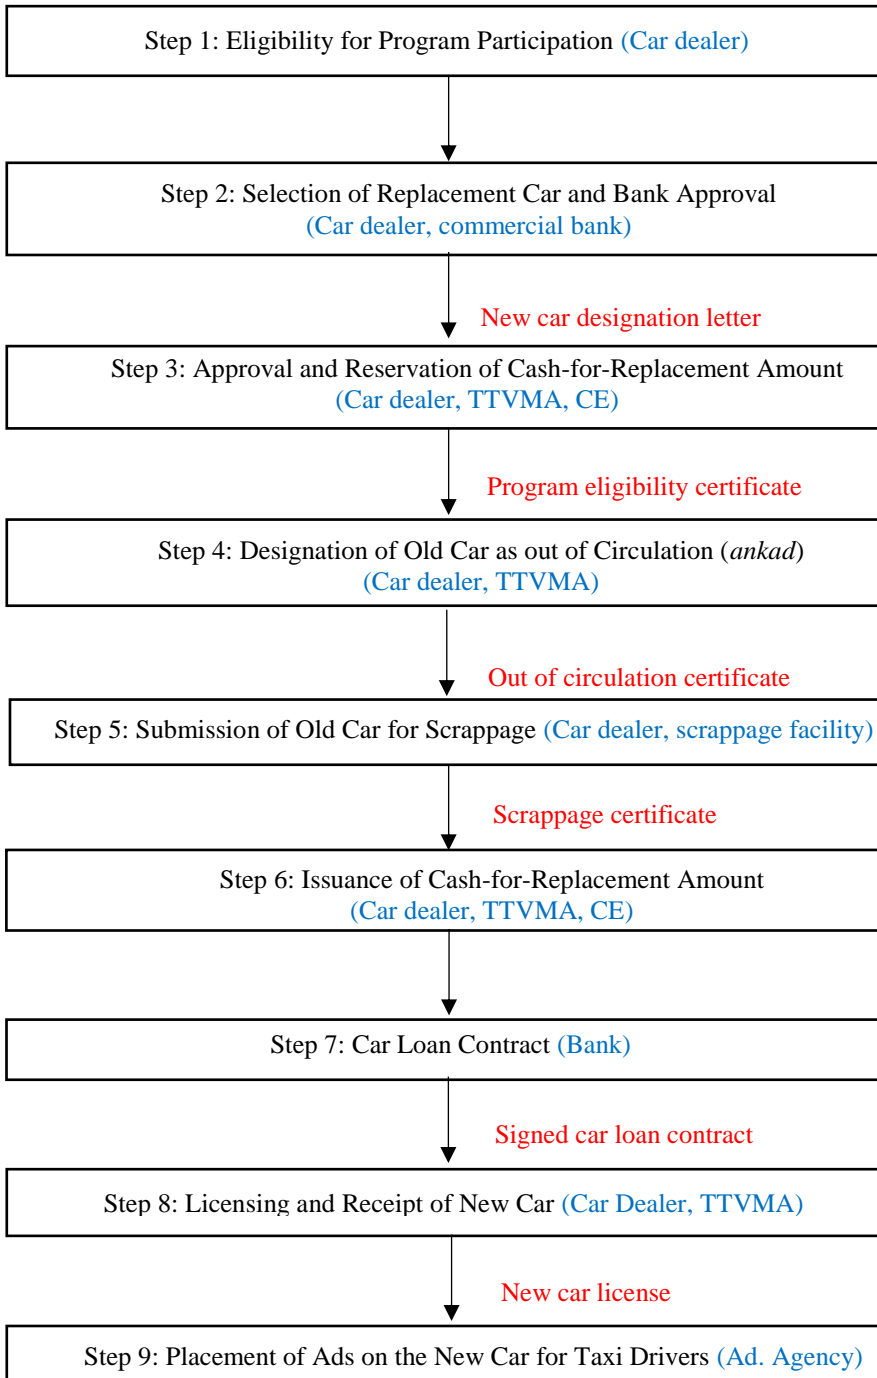 Step 1: Eligibility for Program Participation (Car dealer)
Step 2: Selection of Replacement Car and Bank Approval
(Car dealer, commercial bank)
New car designation letter
Step 3: Approval and Reservation of Cash-for-Replacement Amount
(Car dealer, TTVMA, CE)
Program eligibility certificate
Step 4: Designation of Old Car as out of Circulation (ankad)
(Car dealer, TTVMA)
Out of circulation certificate
Step 5: Submission of Old Car for Scrappage (Car dealer, scrappage facility)
Scrappage certificate
Step 6: Issuance of Cash-for-Replacement Amount
(Car dealer, TTVMA, CE)
Step 7: Car Loan Contract (Bank)
Signed car loan contract
Step 8: Licensing and Receipt of New Car (Car Dealer, TTVMA)
New car license
Step 9: Placement of Ads on the New Car for Taxi Drivers (Ad. Agency)